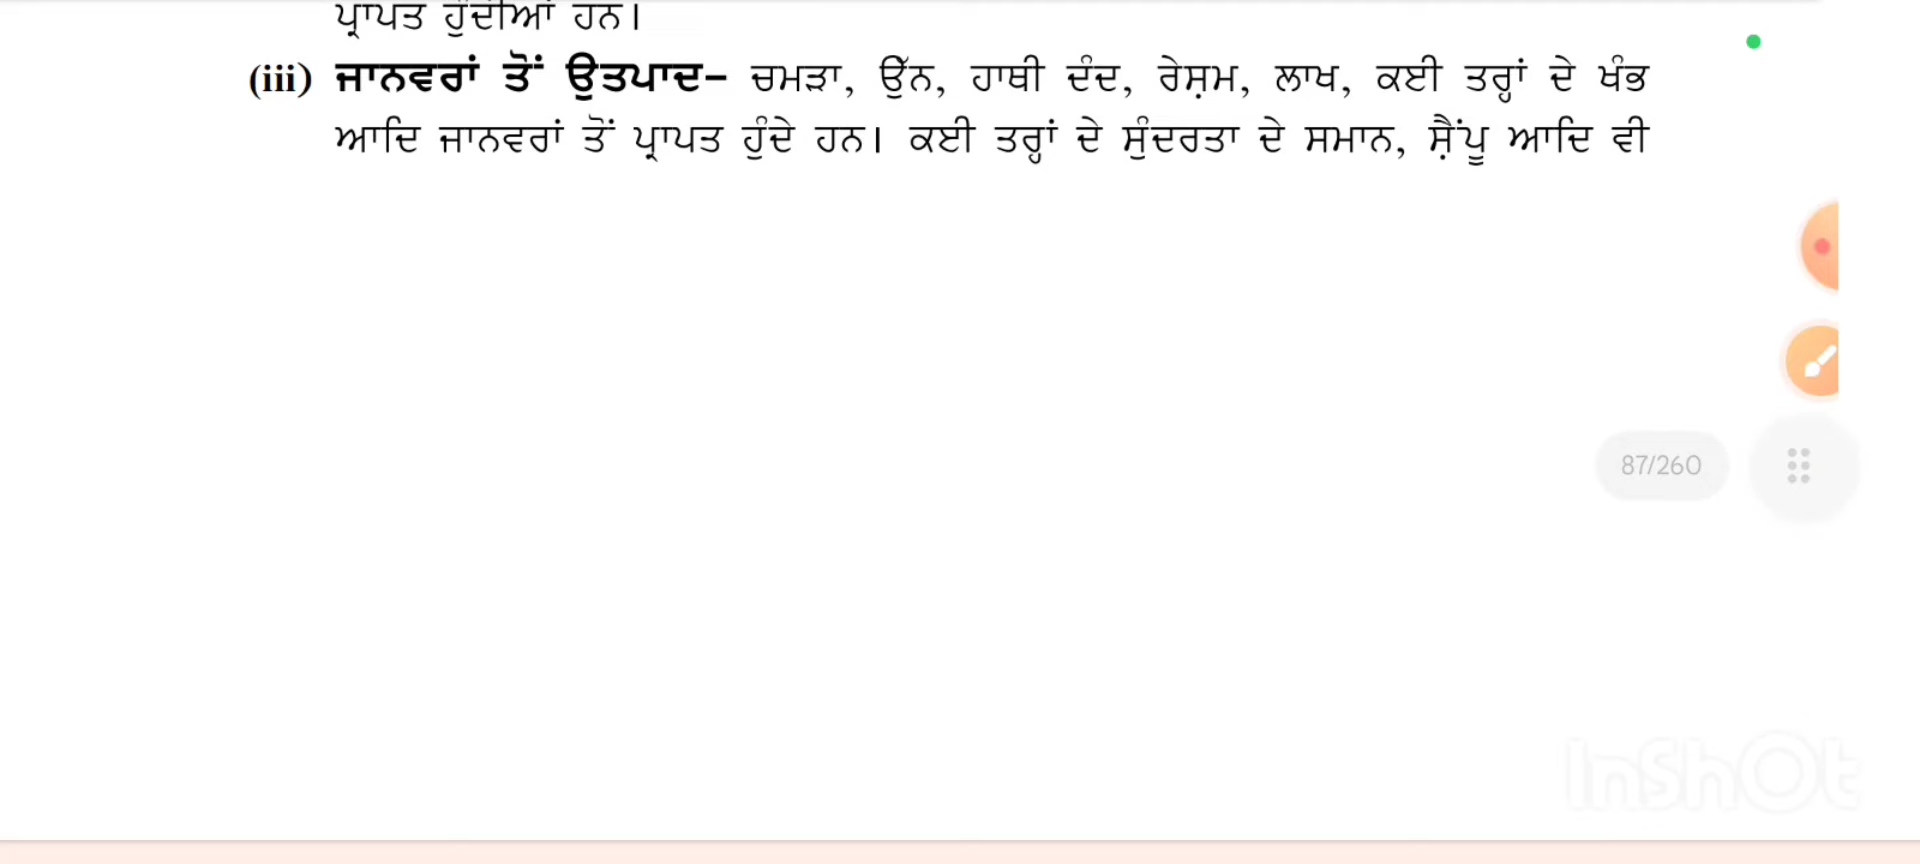 ਪ੍ਰਾਪਤ ਹੁੰਦੀਆਂ ਹਨ।
(iii) ਜਾਨਵਰਾਂ ਤੋਂ ਉਤਪਾਦ– ਚਮੜਾ, ਉੱਨ, ਹਾਥੀ ਦੰਦ, ਰੇਸ਼ਮ, ਲਾਖ, ਕਈ ਤਰ੍ਹਾਂ ਦੇ ਖੰਭ
ਆਦਿ ਜਾਨਵਰਾਂ ਤੋਂ ਪ੍ਰਾਪਤ ਹੁੰਦੇ ਹਨ। ਕਈ ਤਰ੍ਹਾਂ ਦੇ ਸੁੰਦਰਤਾ ਦੇ ਸਮਾਨ, ਸ਼ੈਂਪੂ ਆਦਿ ਵੀ
87/260
InShOt